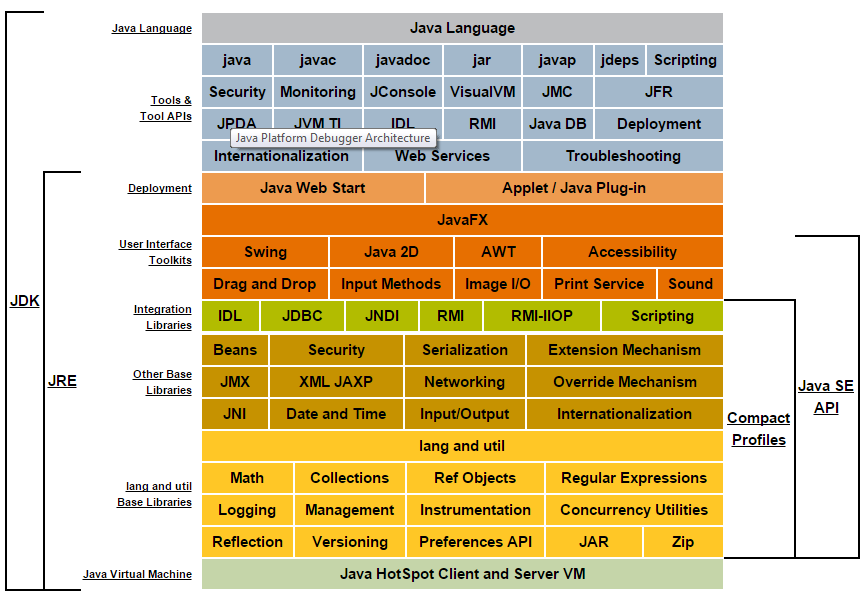 Java Language Java Language
java javac javadoc jar javap jdeps Scripting
Security Monitoring JConsole VisualVM JMC JFR
Tools &
Tool APIs
JPDA JVM TI IDL RMI Java DB Deployment
Java Platform Debugger Architecture
Internationalization Web Services Troubleshooting
Deployment Java Web Start Applet / Java Plug-in
JavaFX
User Interface
Toolkits
Swing Java 2D AWT Accessibility
Drag and Drop Input Methods Image I/O Print Service Sound
JDK
Integration
Libraries
IDL JDBC JNDI RMI RMI-IIOP Scripting
Beans Security Serialization Extension Mechanism
JRE
Other Base
Libraries
JMX XML JAXP Networking Override Mechanism
Java SE
API
JNI Date and Time Input/Output Internationalization
Compact
Profiles
lang and util
Math Collections Ref Objects Regular Expressions
lang and util
Base Libraries
Logging Management Instrumentation Concurrency Utilities
Reflection Versioning Preferences API JAR Zip
Java Virtual Machine Java HotSpot Client and Server VM